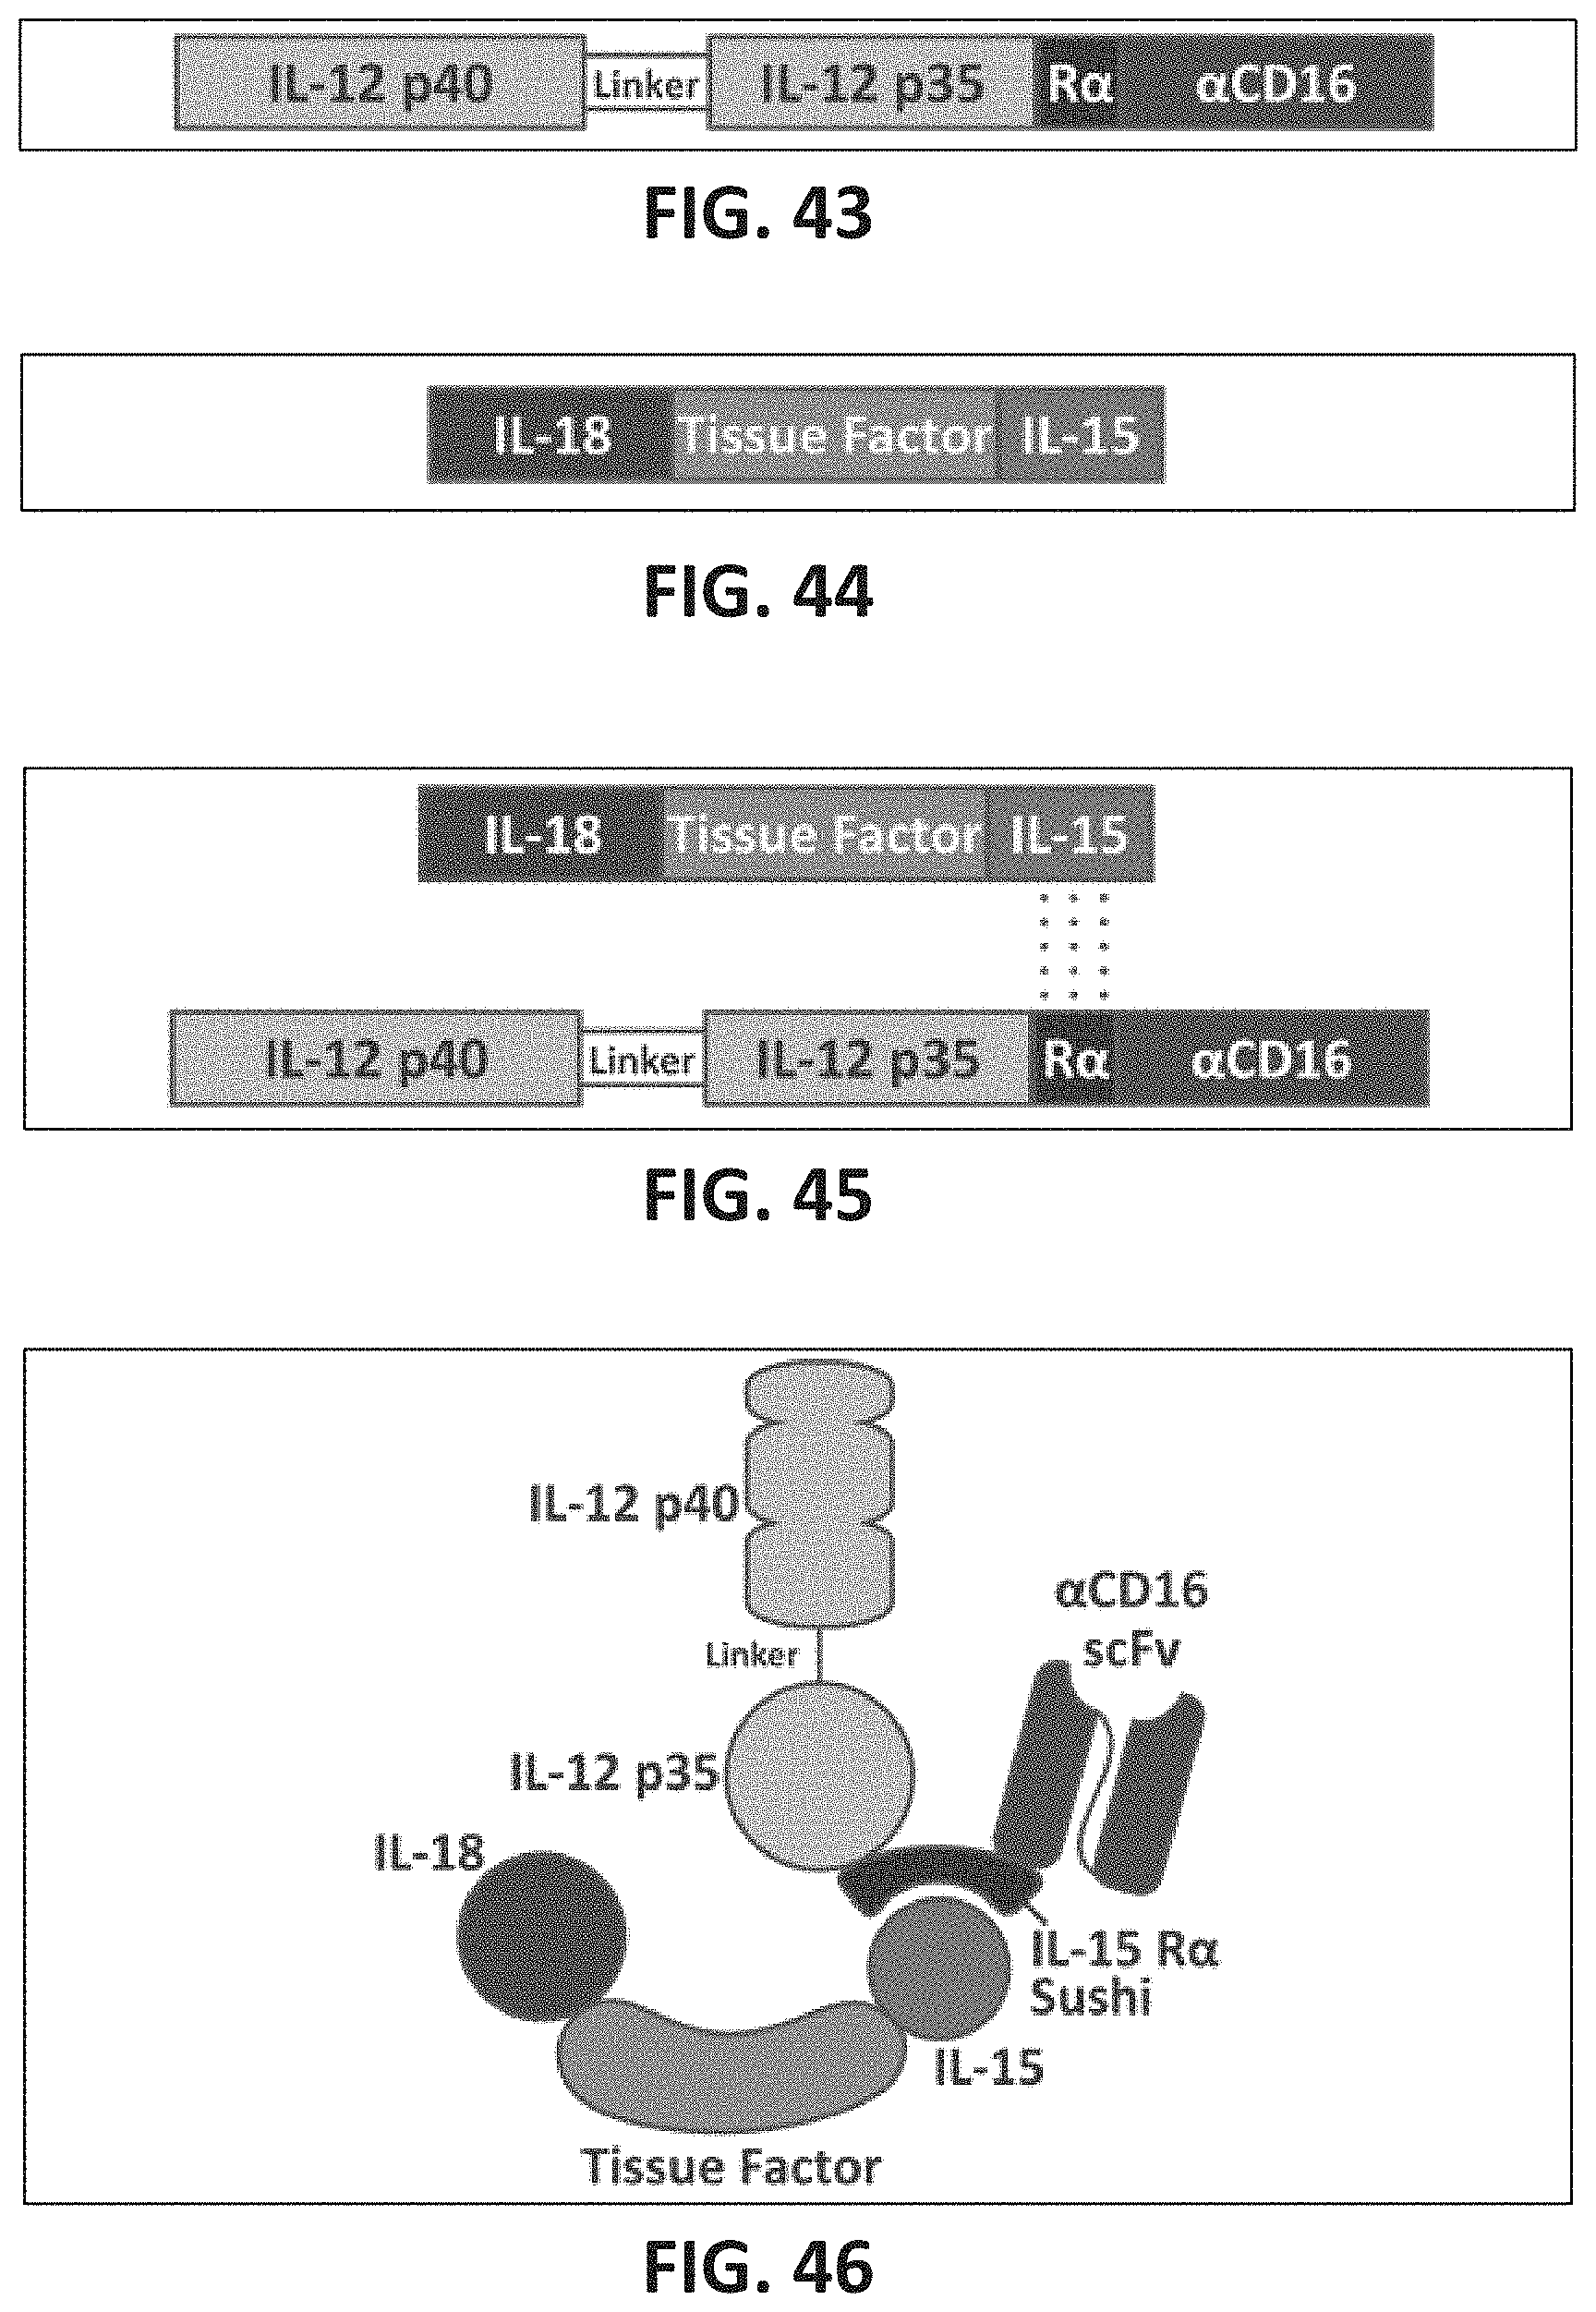 IL-12 p40 Linker IL-12 p35 Rα αCD16
FIG. 43
IL-18 Tissue Factor IL-15
FIG. 44
IL-18 Tissue Factor IL-15
IL-12 p40 Linker IL-12 p35 Rα αCD16
FIG. 45
IL-12 p40
αCD16
scFv
Linker
IL-12 p35
IL-18
IL-15 Rα
Sushi
IL-15
Tissue Factor
FIG. 46